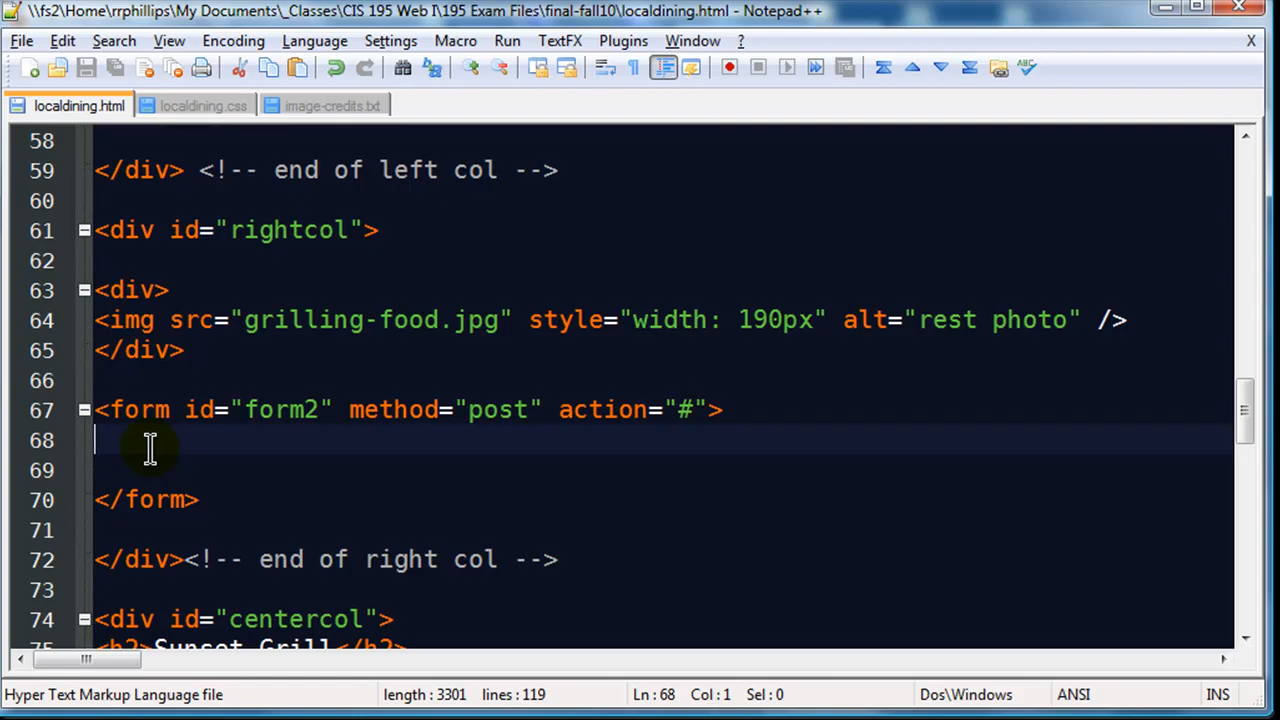 \\fs2\Home\rrphillips\My Documents\_Classes\CIS 195 Web I\195 Exam Files\final-fall10\localdining.html - Notepad++
File Edit Search View Encoding Language Settings Macro Run TextFX Plugins Window ? X
localdining.html localdining.css image-credits.txt
58
59 </div> <!-- end of left col -->
60
61 <div id="rightcol">
62
63 <div>
64 <img src="grilling-food.jpg" style="width: 190px" alt="rest photo" />
65 </div>
66
67 <form id="form2" method="post" action="#">
68
69
70 </form>
71
72 </div><!-- end of right col -->
73
74 <div id="centercol">
75 <h2>Sunset Grill</h2>
Hyper Text Markup Language file length : 3301 lines : 119 Ln : 68 Col : 1 Sel : 0 Dos\Windows ANSI INS